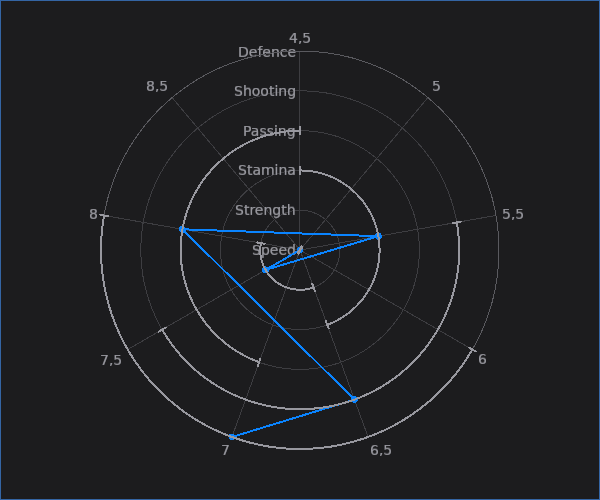 4,5
Defence
8,5
5
Shooting
Passing
Stamina
Strength
8
5,5
Speed
7,5
6
7
6,5